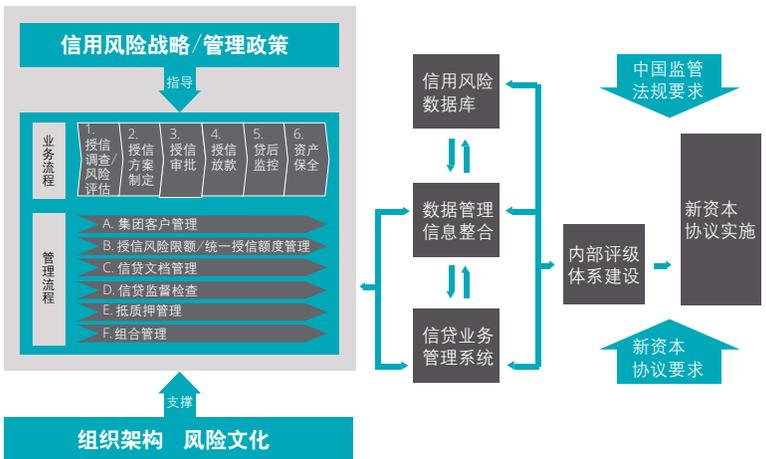 信用风险战略/管理政策
指导
业务流程
1.
授信
调查/
风险
评估
2.
授信
方案
制定
3.
授信
审批
4.
授信
放款
5.
贷后
监控
6.
资产
保全
管理流程
A. 集团客户管理
B. 授信风险限额/统一授信额度管理
C. 信贷文档管理
D. 信贷监督检查
E. 抵质押管理
F. 组合管理
支撑
组织架构 风险文化
信用风险
数据库
数据管理
信息整合
信贷业务
管理系统
内部评级
体系建设
中国监管
法规要求
新资本
协议实施
新资本
协议要求